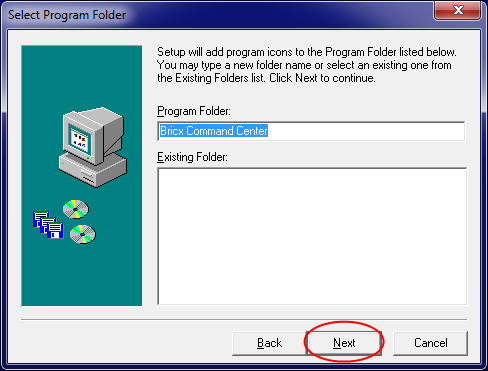 Select Program Folder
Setup will add program icons to the Program Folder listed below.
You may type a new folder name or select an existing one from
the Existing Folders list. Click Next to continue.
Program Folder:
Bricx Command Center
Existing Folder:
Back
Next
Cancel